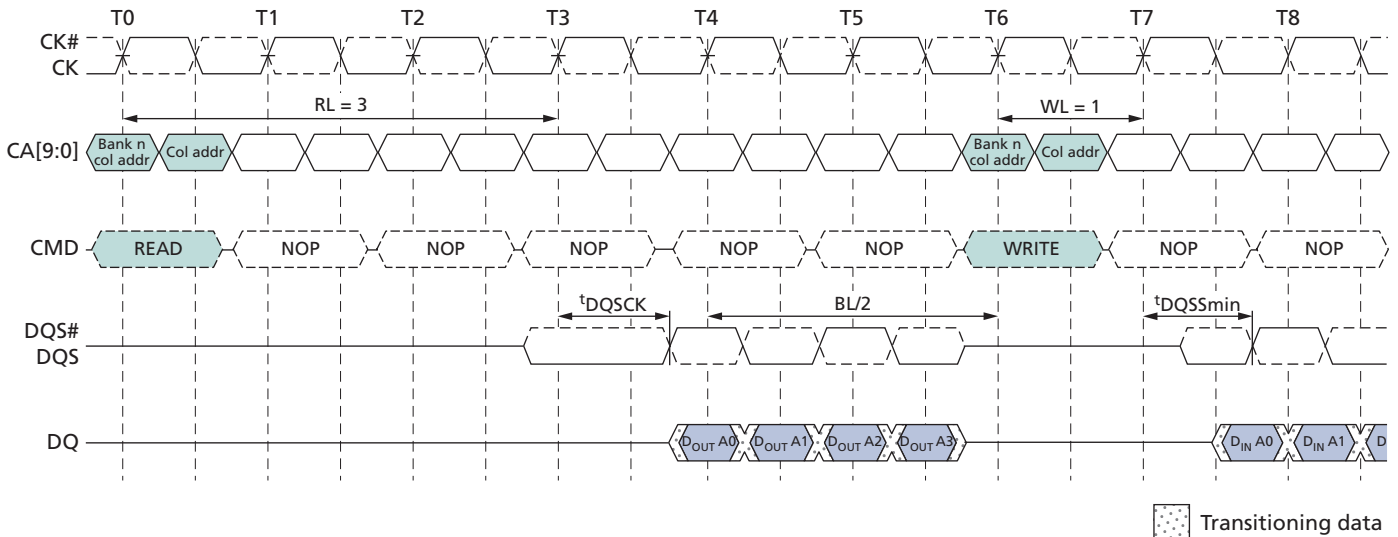 T0 T1 T2 T3 T4 T5 T6 T7 T8
CK#
CK
RL = 3 WL = 1
CA[9:0] Bank n col addr Col addr Bank n col addr Col addr
CMD READ NOP NOP NOP NOP NOP WRITE NOP NOP
tDQSCK BL/2 tDQSSmin
DQS#
DQS
DQ DOUT A0 DOUT A1 DOUT A2 DOUT A3 DIN A0 DIN A1 D
Transitioning data